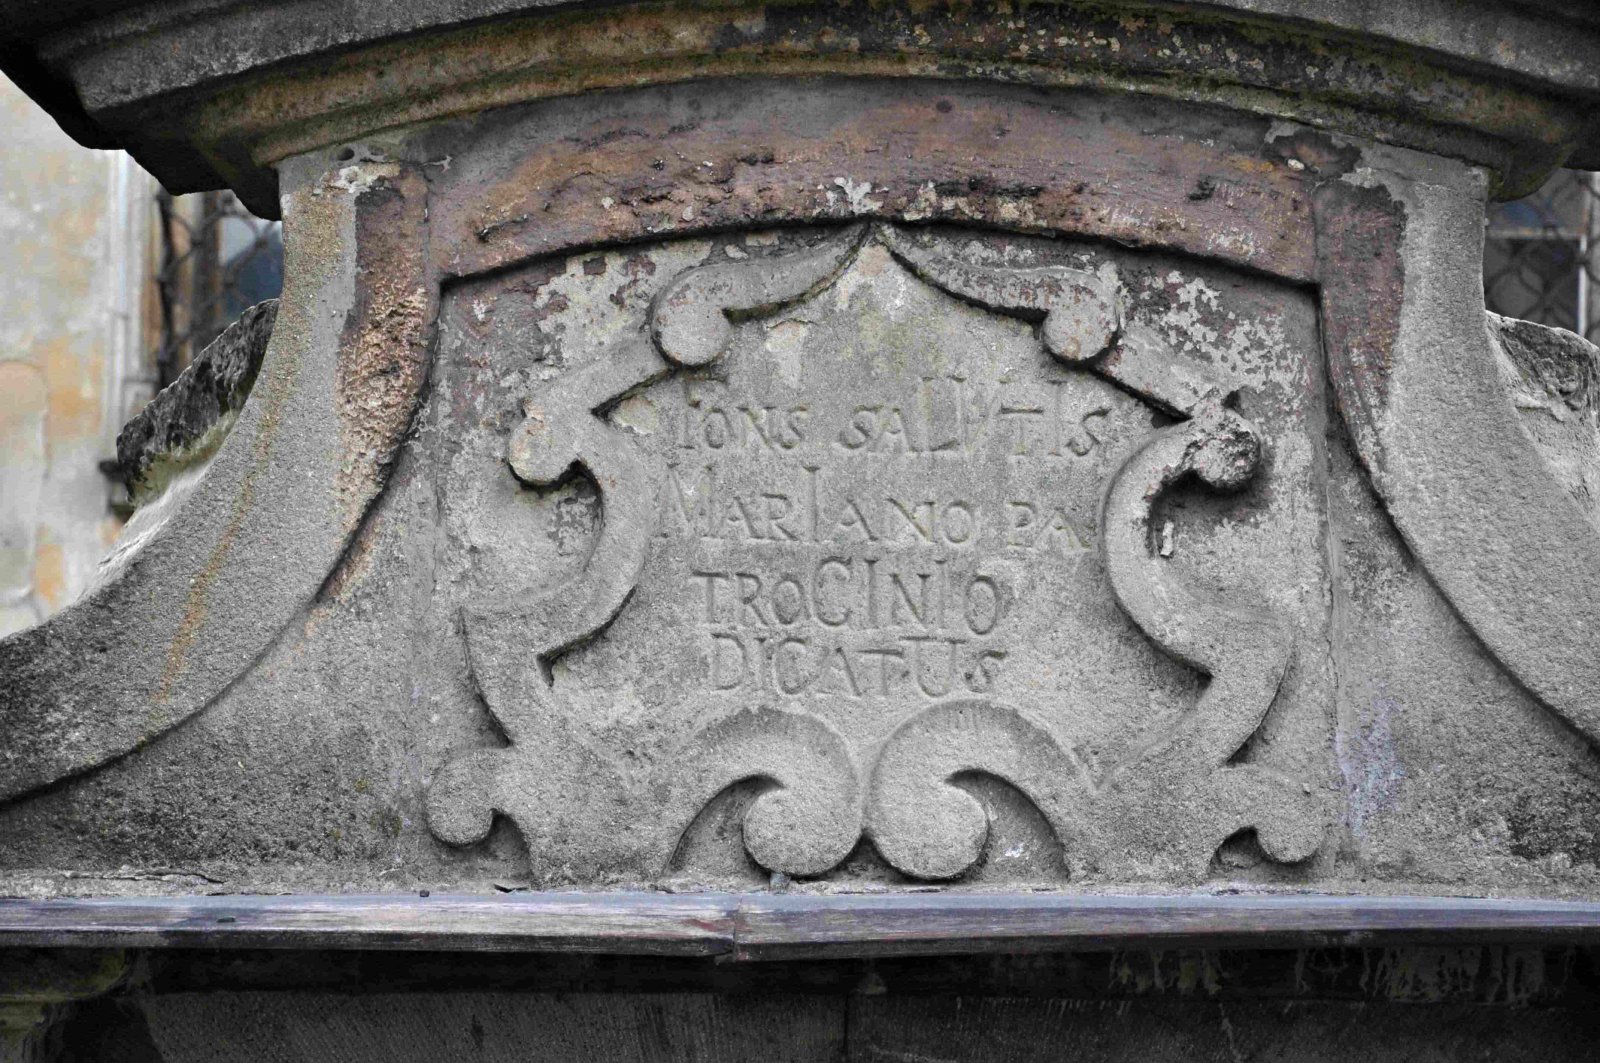 FONS SALVTIS
MARIANO PA
TROCINIO
DICATUS